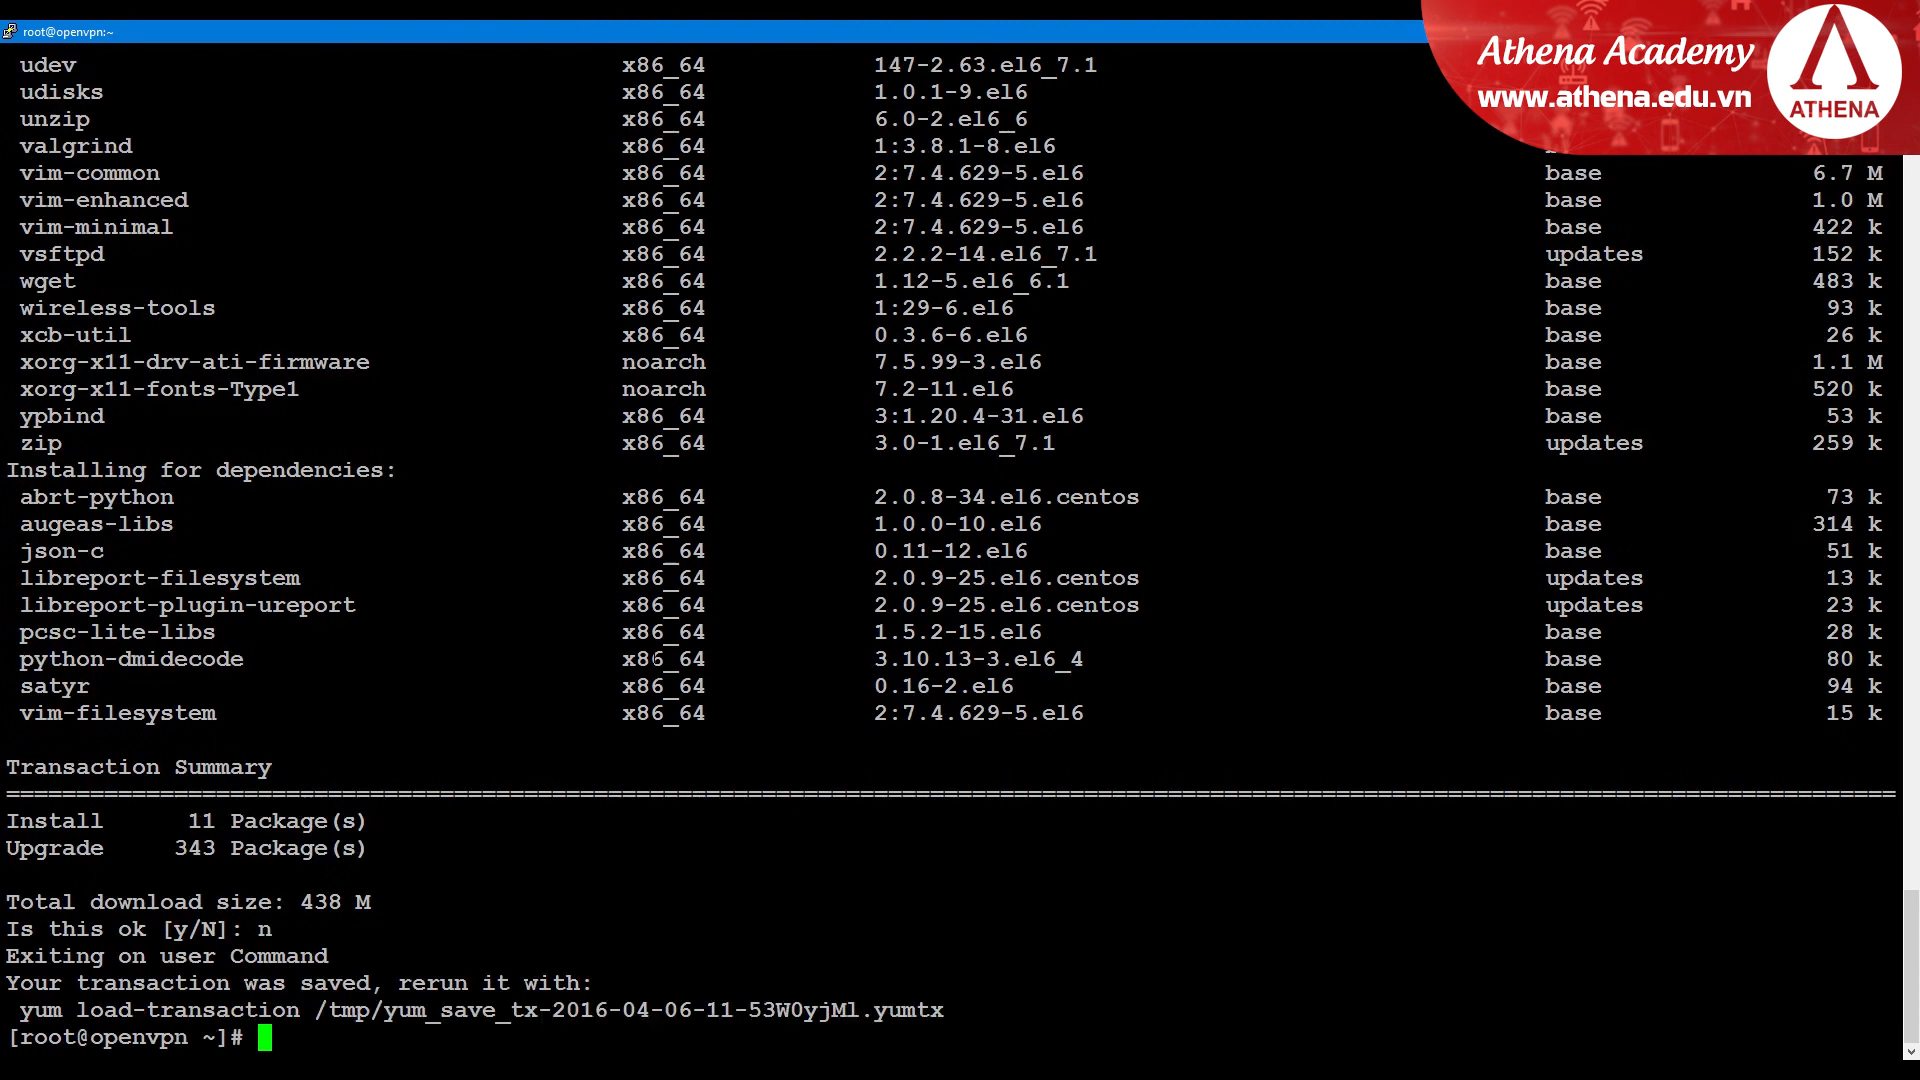 root@openvpn:~
Athena Academy
www.athena.edu.vn
ATHENA
udev x86_64 147-2.63.el6_7.1
udisks x86_64 1.0.1-9.el6
unzip x86_64 6.0-2.el6_6
valgrind x86_64 1:3.8.1-8.el6
vim-common x86_64 2:7.4.629-5.el6 base 6.7 M
vim-enhanced x86_64 2:7.4.629-5.el6 base 1.0 M
vim-minimal x86_64 2:7.4.629-5.el6 base 422 k
vsftpd x86_64 2.2.2-14.el6_7.1 updates 152 k
wget x86_64 1.12-5.el6_6.1 base 483 k
wireless-tools x86_64 1:29-6.el6 base 93 k
xcb-util x86_64 0.3.6-6.el6 base 26 k
xorg-x11-drv-ati-firmware noarch 7.5.99-3.el6 base 1.1 M
xorg-x11-fonts-Type1 noarch 7.2-11.el6 base 520 k
ypbind x86_64 3:1.20.4-31.el6 base 53 k
zip x86_64 3.0-1.el6_7.1 updates 259 k
Installing for dependencies:
abrt-python x86_64 2.0.8-34.el6.centos base 73 k
augeas-libs x86_64 1.0.0-10.el6 base 314 k
json-c x86_64 0.11-12.el6 base 51 k
libreport-filesystem x86_64 2.0.9-25.el6.centos updates 13 k
libreport-plugin-ureport x86_64 2.0.9-25.el6.centos updates 23 k
pcsc-lite-libs x86_64 1.5.2-15.el6 base 28 k
python-dmidecode x86_64 3.10.13-3.el6_4 base 80 k
satyr x86_64 0.16-2.el6 base 94 k
vim-filesystem x86_64 2:7.4.629-5.el6 base 15 k
Transaction Summary
Install 11 Package(s)
Upgrade 343 Package(s)
Total download size: 438 M
Is this ok [y/N]: n
Exiting on user Command
Your transaction was saved, rerun it with:
yum load-transaction /tmp/yum_save_tx-2016-04-06-11-53W0yjMl.yumtx
[root@openvpn ~]#